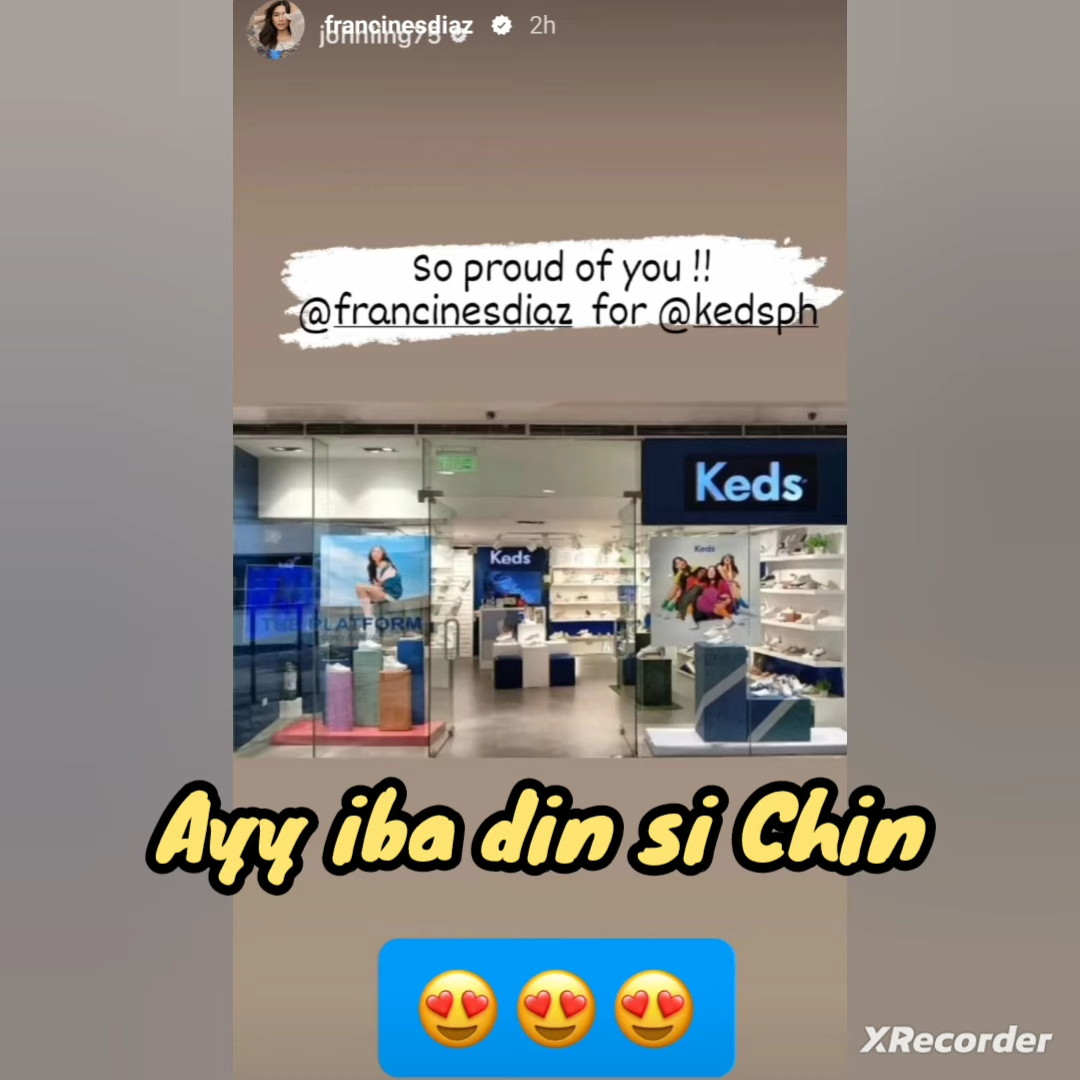 francinesdiaz 2h
johnling75
So proud of you !!
@francinesdiaz for @kedsph
Keds
Keds
Keds
THE PLATFORM
Ayy iba din si Chin
XRecorder